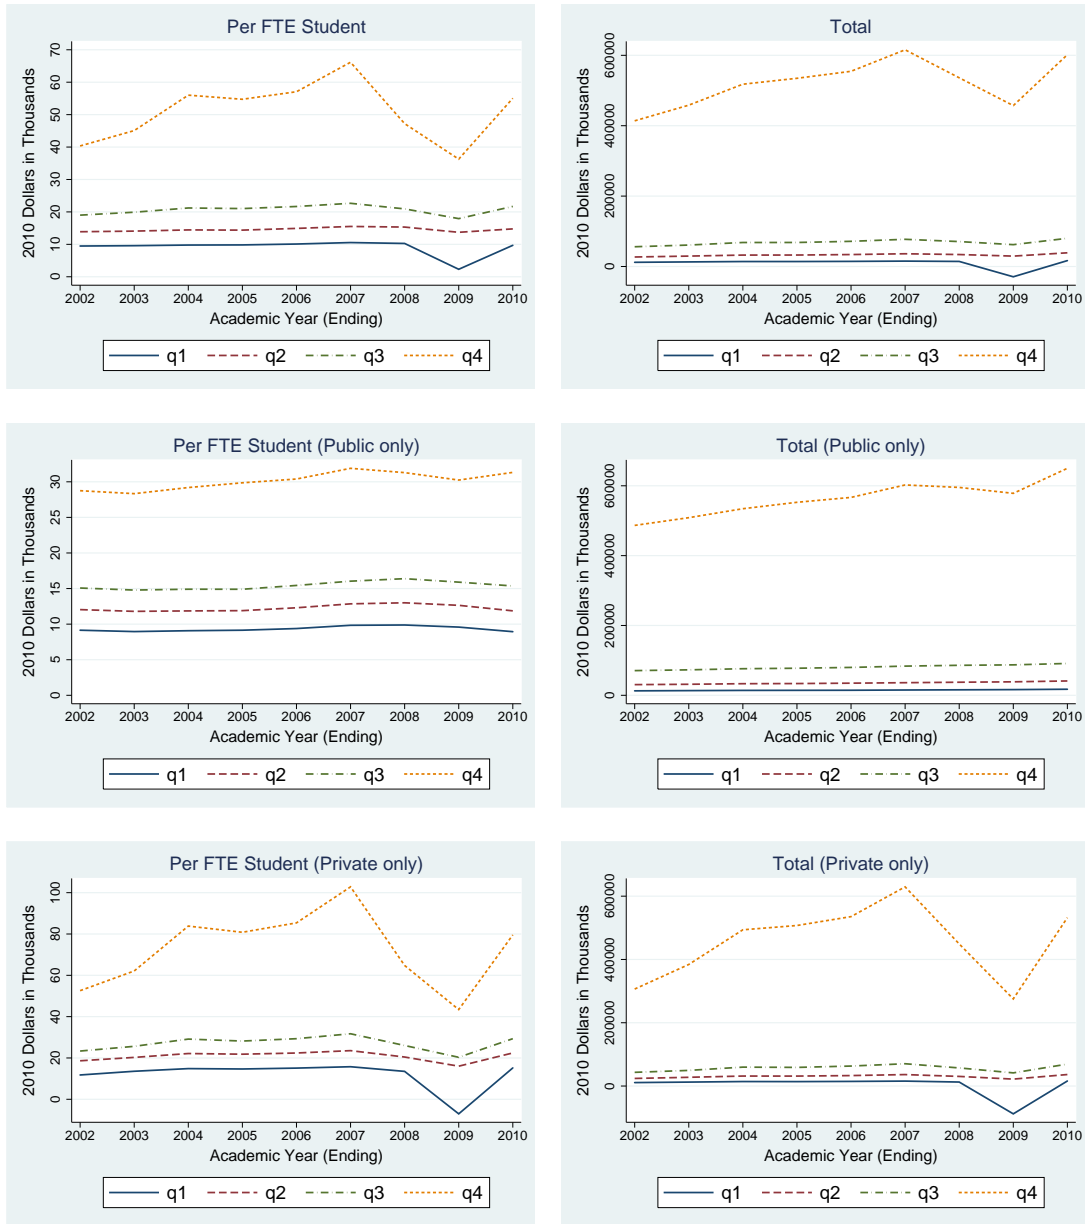 Per FTE Student
2010 Dollars in Thousands
70
60
50
40
30
20
10
0
2002 2003 2004 2005 2006 2007 2008 2009 2010
Academic Year (Ending)
q1 q2 q3 q4
Total
2010 Dollars in Thousands
600000
400000
200000
0
2002 2003 2004 2005 2006 2007 2008 2009 2010
Academic Year (Ending)
q1 q2 q3 q4
Per FTE Student (Public only)
2010 Dollars in Thousands
30
25
20
15
10
5
0
2002 2003 2004 2005 2006 2007 2008 2009 2010
Academic Year (Ending)
q1 q2 q3 q4
Total (Public only)
2010 Dollars in Thousands
600000
400000
200000
0
2002 2003 2004 2005 2006 2007 2008 2009 2010
Academic Year (Ending)
q1 q2 q3 q4
Per FTE Student (Private only)
2010 Dollars in Thousands
100
80
60
40
20
0
2002 2003 2004 2005 2006 2007 2008 2009 2010
Academic Year (Ending)
q1 q2 q3 q4
Total (Private only)
2010 Dollars in Thousands
600000
400000
200000
0
2002 2003 2004 2005 2006 2007 2008 2009 2010
Academic Year (Ending)
q1 q2 q3 q4